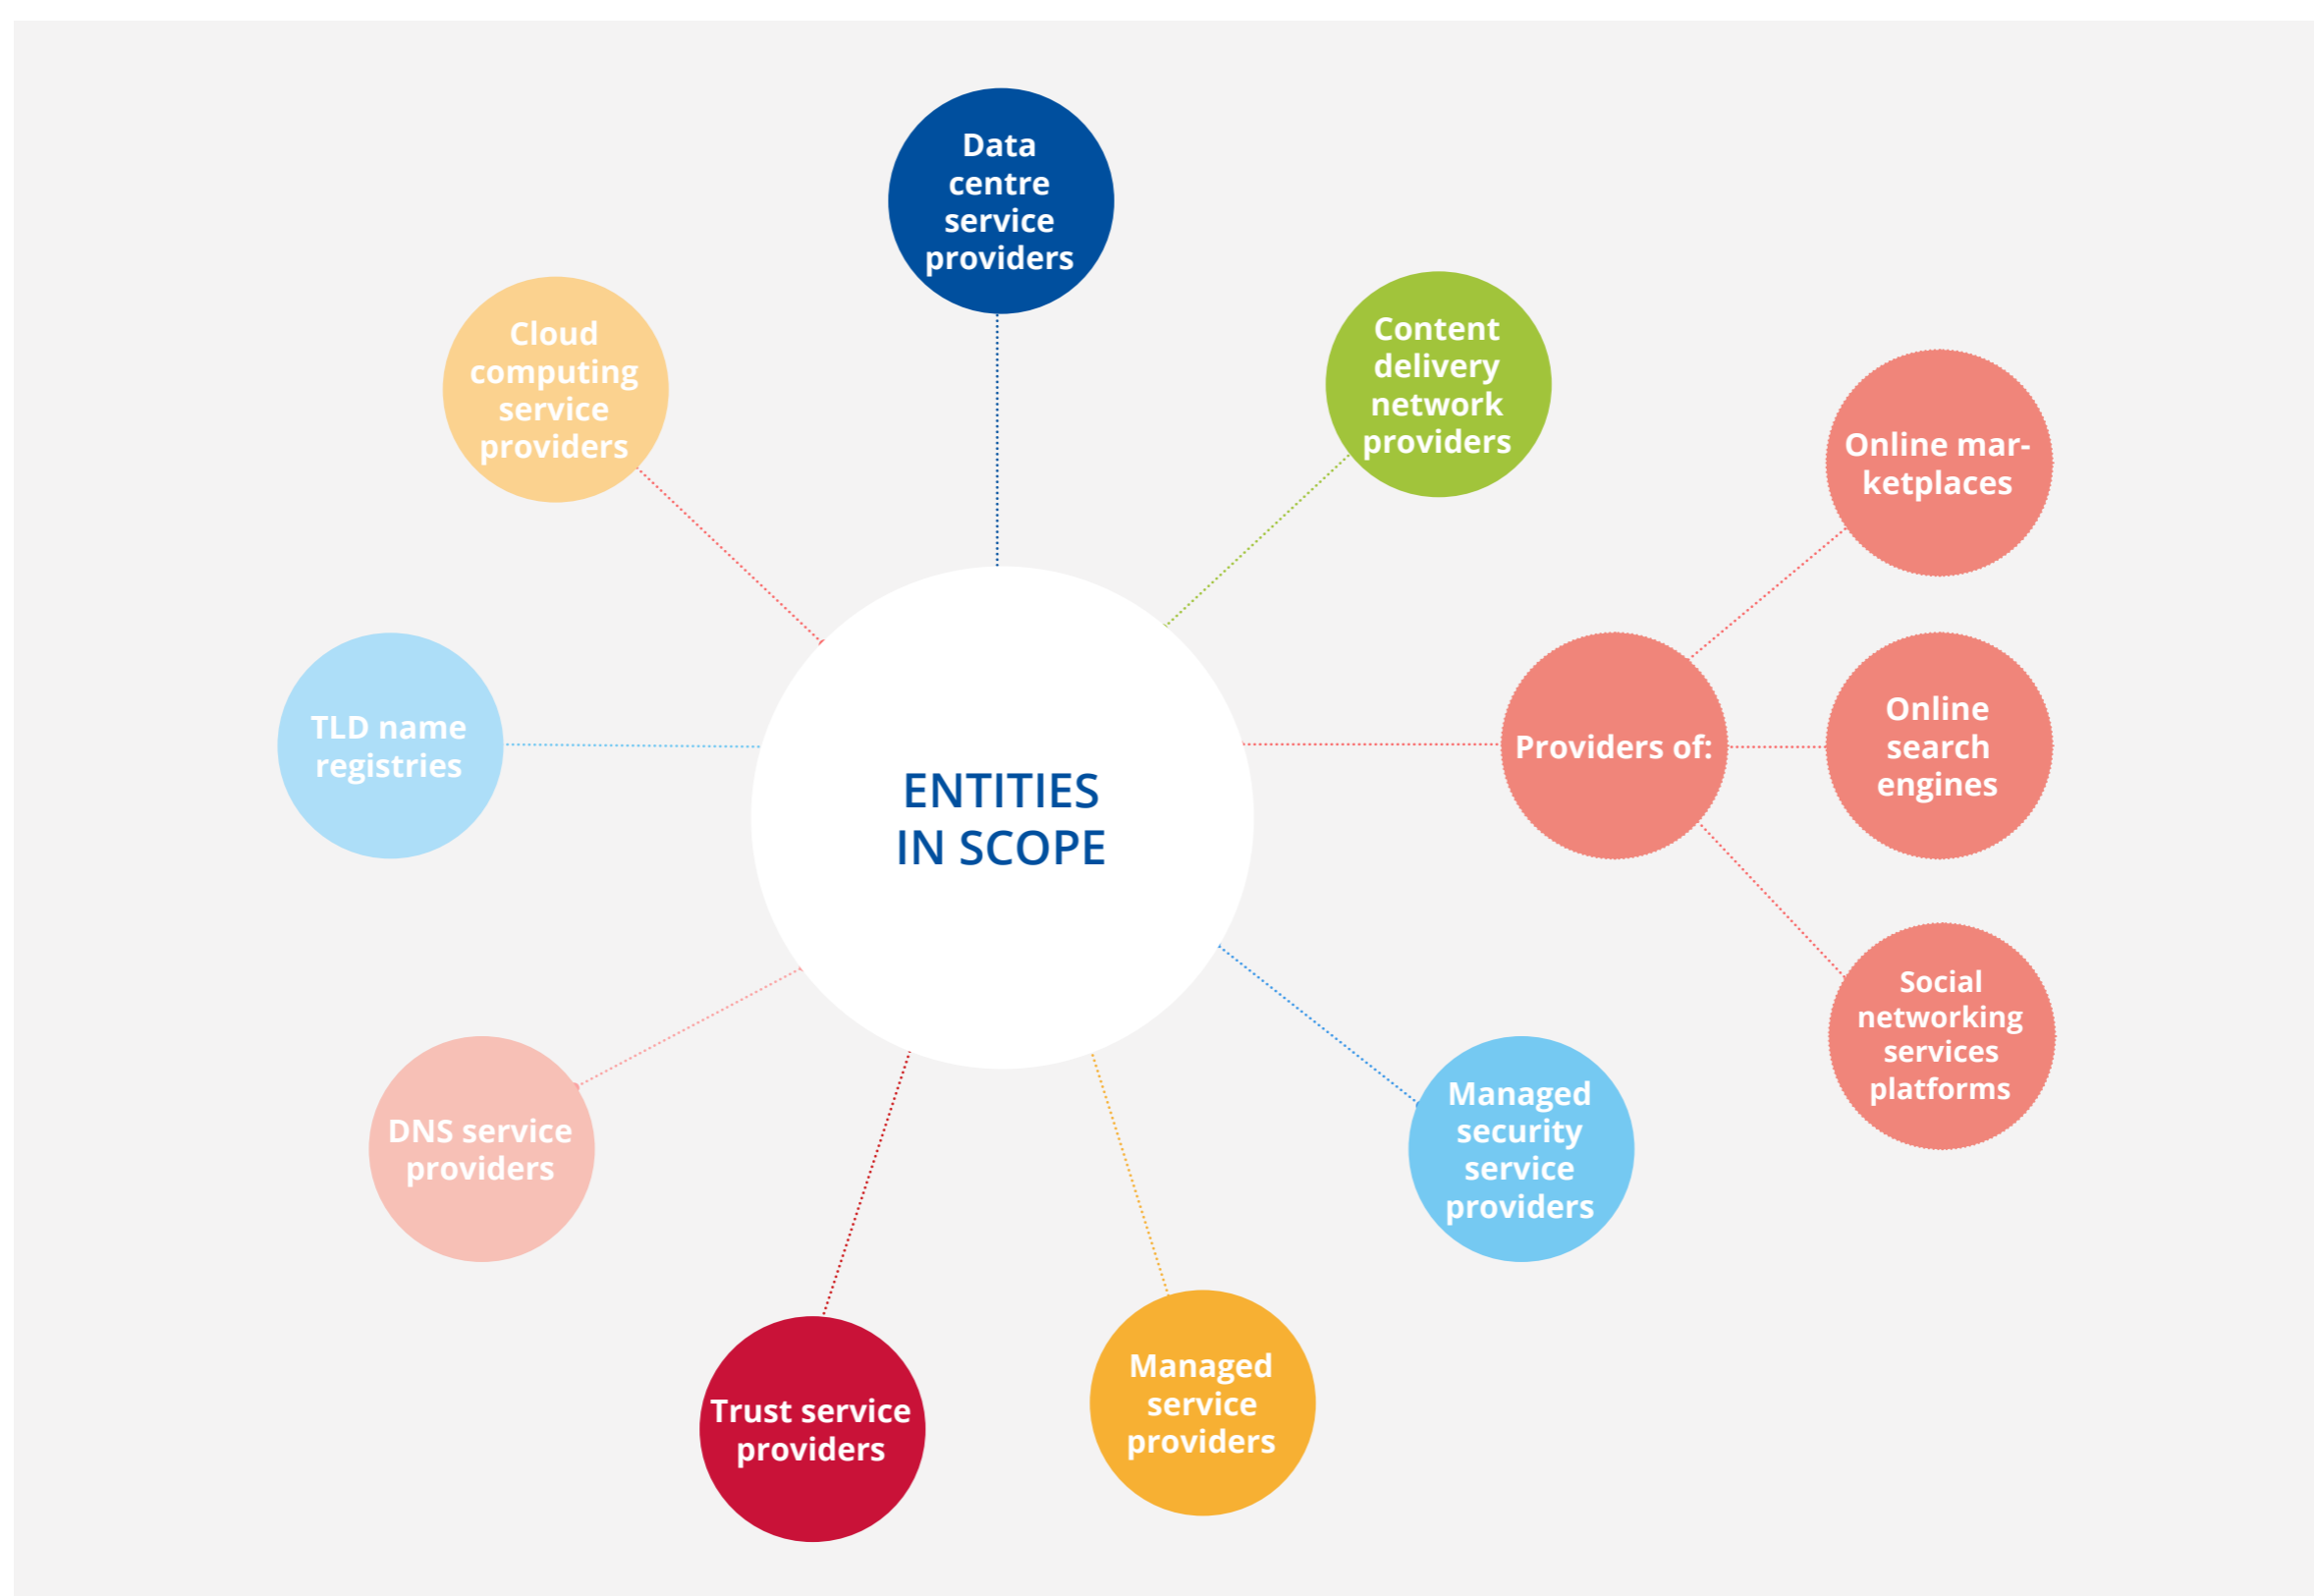 Data
centre
service
providers
Cloud
computing
service
providers
Content
delivery
network
providers
Online mar-
ketplaces
TLD name
registries
ENTITIES
IN SCOPE
Providers of:
Online
search
engines
Social
networking
services
platforms
DNS service
providers
Managed
security
service
providers
Trust service
providers
Managed
service
providers